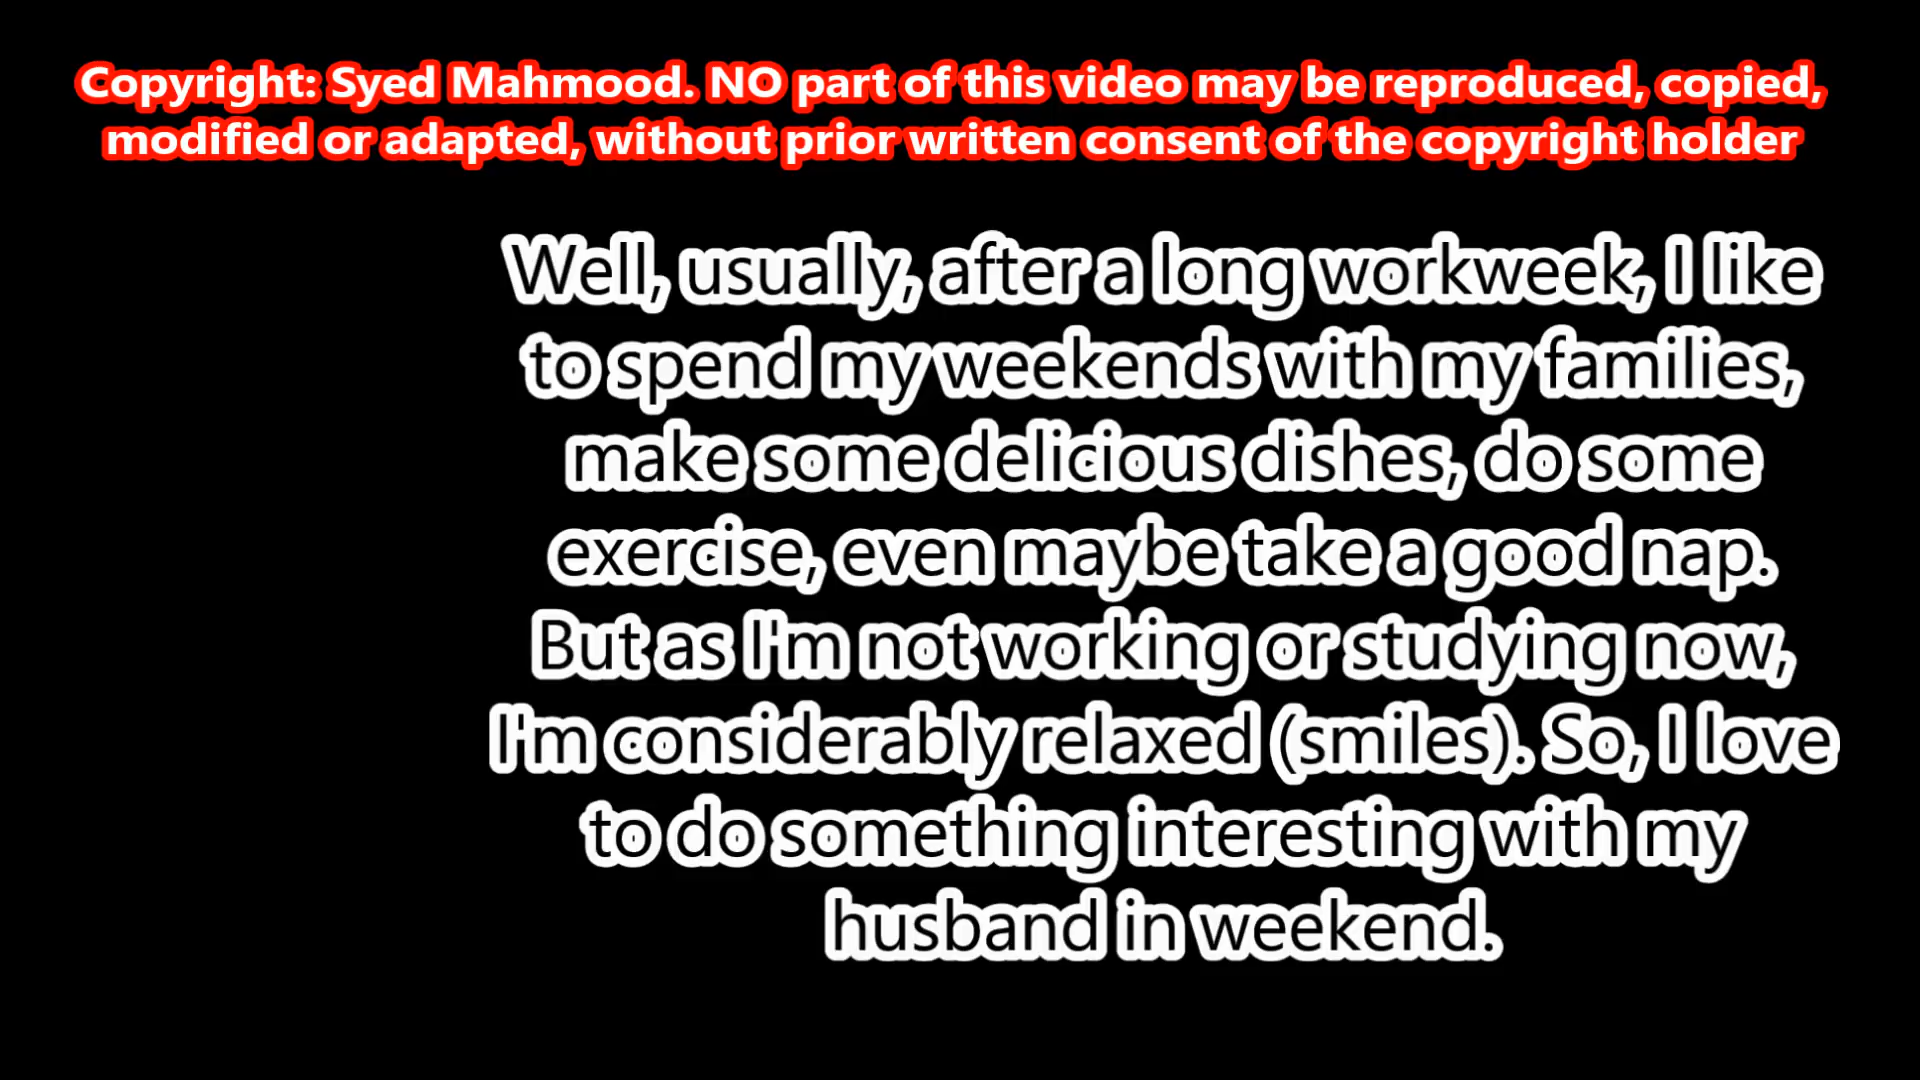 Copyright: Syed Mahmood. NO part of this video may be reproduced, copied,
modified or adapted, without prior written consent of the copyright holder
Well, usually, after a long workweek, I like
to spend my weekends with my families,
make some delicious dishes, do some
exercise, even maybe take a good nap.
But as I'm not working or studying now,
I'm considerably relaxed (smiles). So, I love
to do something interesting with my
husband in weekend.